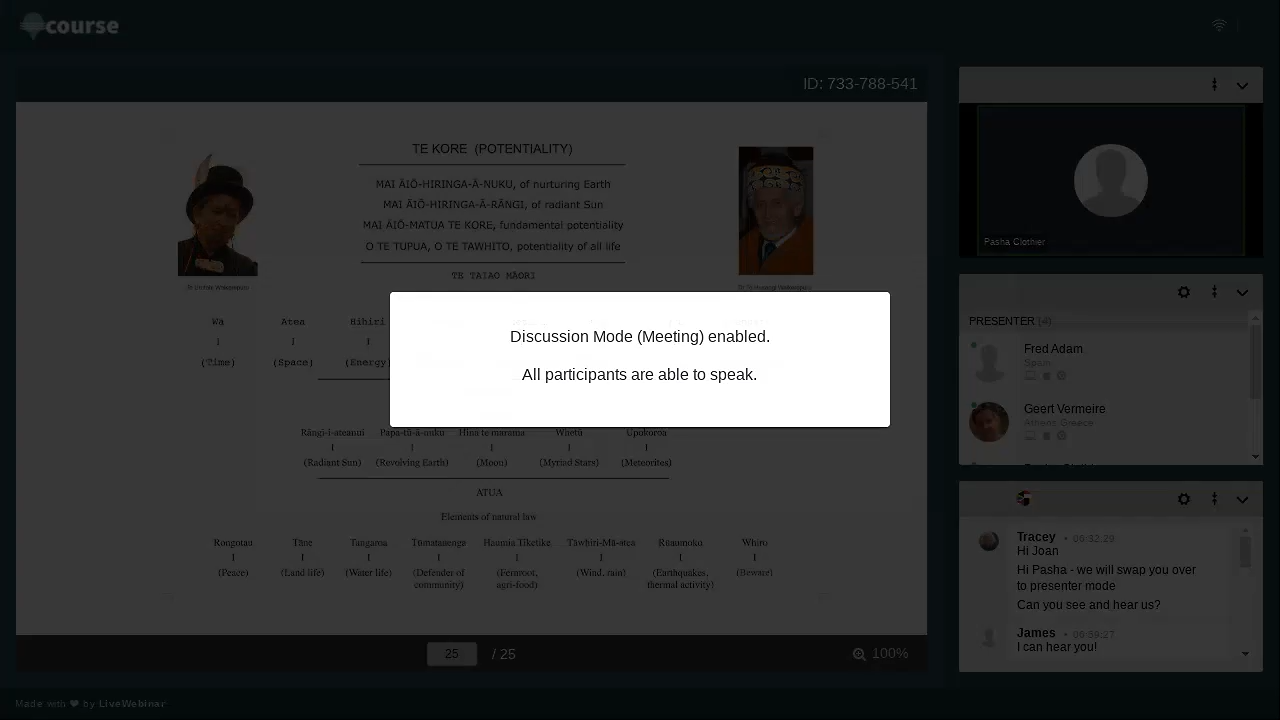 course
ID: 733-788-541
TE KORE (POTENTIALITY)
MAI ĀIŌ-HIRINGA-Ā-NUKU, of nurturing Earth
MAI ĀIŌ-HIRINGA-Ā-RĀNGI, of radiant Sun
MAI ĀIŌ-MATUA TE KORE, fundamental potentiality
O TE TUPUA, O TE TAWHITO, potentiality of all life
TE TAIAO MĀORI
Wā Atea Hihiri
(Time) (Space) (Energy)
Discussion Mode (Meeting) enabled.
All participants are able to speak.
Rāngi-i-ateanui Papa-tū-ā-nuku Hina te marama Whetū Upokoroa
(Radiant Sun) (Revolving Earth) (Moon) (Myriad Stars) (Meteorites)
ATUA
Elements of natural law
Rongotau Tāne Tangaroa Tūmatauenga Haumia Tiketike Tāwhiri-Mā-atea Rūaumoko Whiro
(Peace) (Land life) (Water life) (Defender of community) (Fernroot, agri-food) (Wind, rain) (Earthquakes, thermal activity) (Beware)
25 / 25
100%
Made with ❤ by LiveWebinar
Pasha Clothier
PRESENTER (4)
Fred Adam
Spain
Geert Vermeire
Athens Greece
Tracey • 09:32:29
Hi Joan
Hi Pasha - we will swap you over
to presenter mode
Can you see and hear us?
James • 09:59:27
I can hear you!